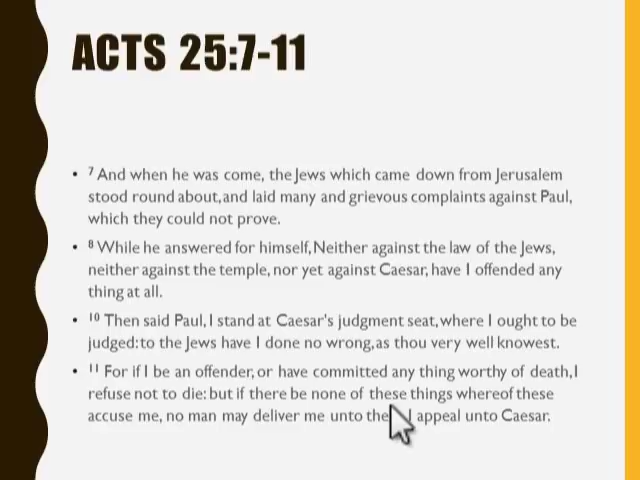 ACTS 25:7-11
• 7 And when he was come, the Jews which came down from Jerusalem
stood round about, and laid many and grievous complaints against Paul,
which they could not prove.
• 8 While he answered for himself, Neither against the law of the Jews,
neither against the temple, nor yet against Caesar, have I offended any
thing at all.
• 10 Then said Paul, I stand at Caesar's judgment seat, where I ought to be
judged: to the Jews have I done no wrong, as thou very well knowest.
• 11 For if I be an offender, or have committed any thing worthy of death, I
refuse not to die: but if there be none of these things whereof these
accuse me, no man may deliver me unto I appeal unto Caesar.